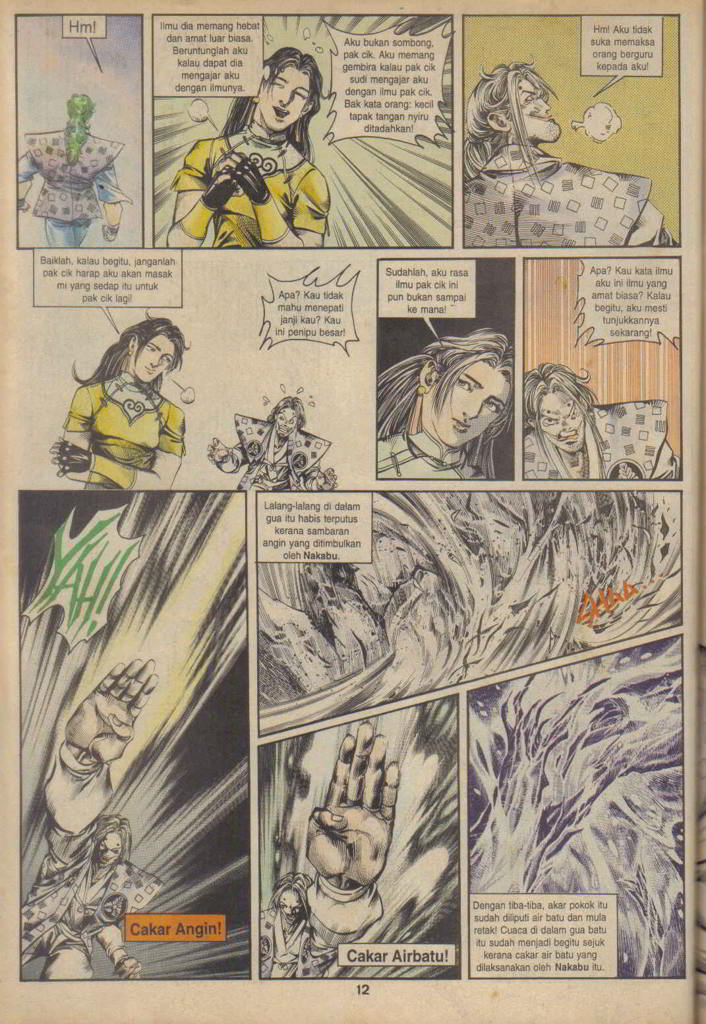 Hm!
Ilmu dia memang hebat
dan amat luar biasa.
Beruntunglah aku
kalau dapat dia
mengajar aku
dengan ilmunya.
Aku bukan sombong,
pak cik. Aku memang
gembira kalau pak cik
sudi mengajar aku
dengan ilmu pak cik.
Bak kata orang: kecil
tapak tangan nyiru
ditadahkan!
Hm! Aku tidak
suka memaksa
orang berguru
kepada aku!
Baiklah, kalau begitu, janganlah
pak cik harap aku akan masak
mi yang sedap itu untuk
pak cik lagi!
Apa? Kau tidak
mahu menepati
janji kau? Kau
ini penipu besar!
Sudahlah, aku rasa
ilmu pak cik ini
pun bukan sampai
ke mana!
Apa? Kau kata ilmu
aku ini ilmu yang
amat biasa? Kalau
begitu, aku mesti
tunjukkannya
sekarang!
YAH!!
Cakar Angin!
Lalang-lalang di dalam
gua itu habis terputus
kerana sambaran
angin yang ditimbulkan
oleh Nakabu.
Cakar Airbatu!
Dengan tiba-tiba, akar pokok itu
sudah diliputi air batu dan mula
retak! Cuaca di dalam gua batu
itu sudah menjadi begitu sejuk
kerana cakar air batu yang
dilaksanakan oleh Nakabu itu.
12